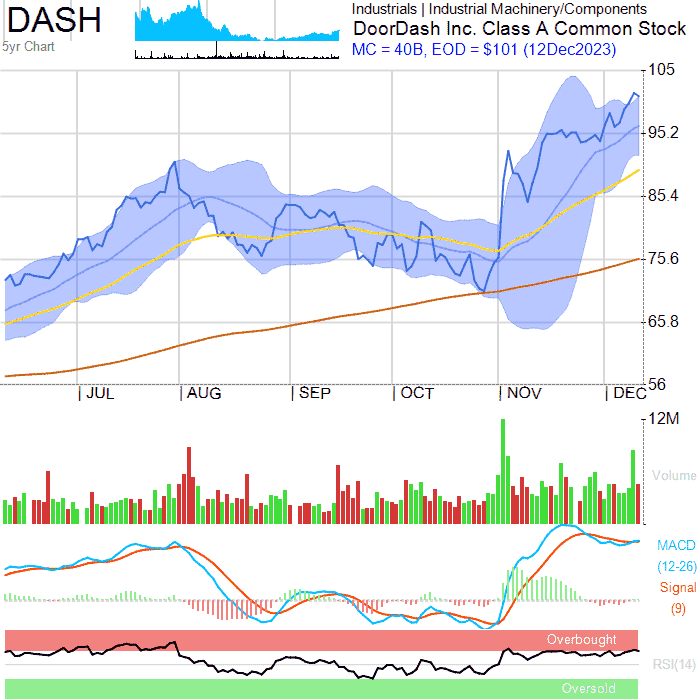 DASH
5yr Chart
Industrials | Industrial Machinery/Components
DoorDash Inc. Class A Common Stock
MC = 40B, EOD = $101 (12Dec2023)
105
95.2
85.4
75.6
65.8
56
| JUL | AUG | SEP | OCT | NOV | DEC
12M
Volume
MACD
(12-26)
Signal
(9)
Overbought
RSI(14)
Oversold